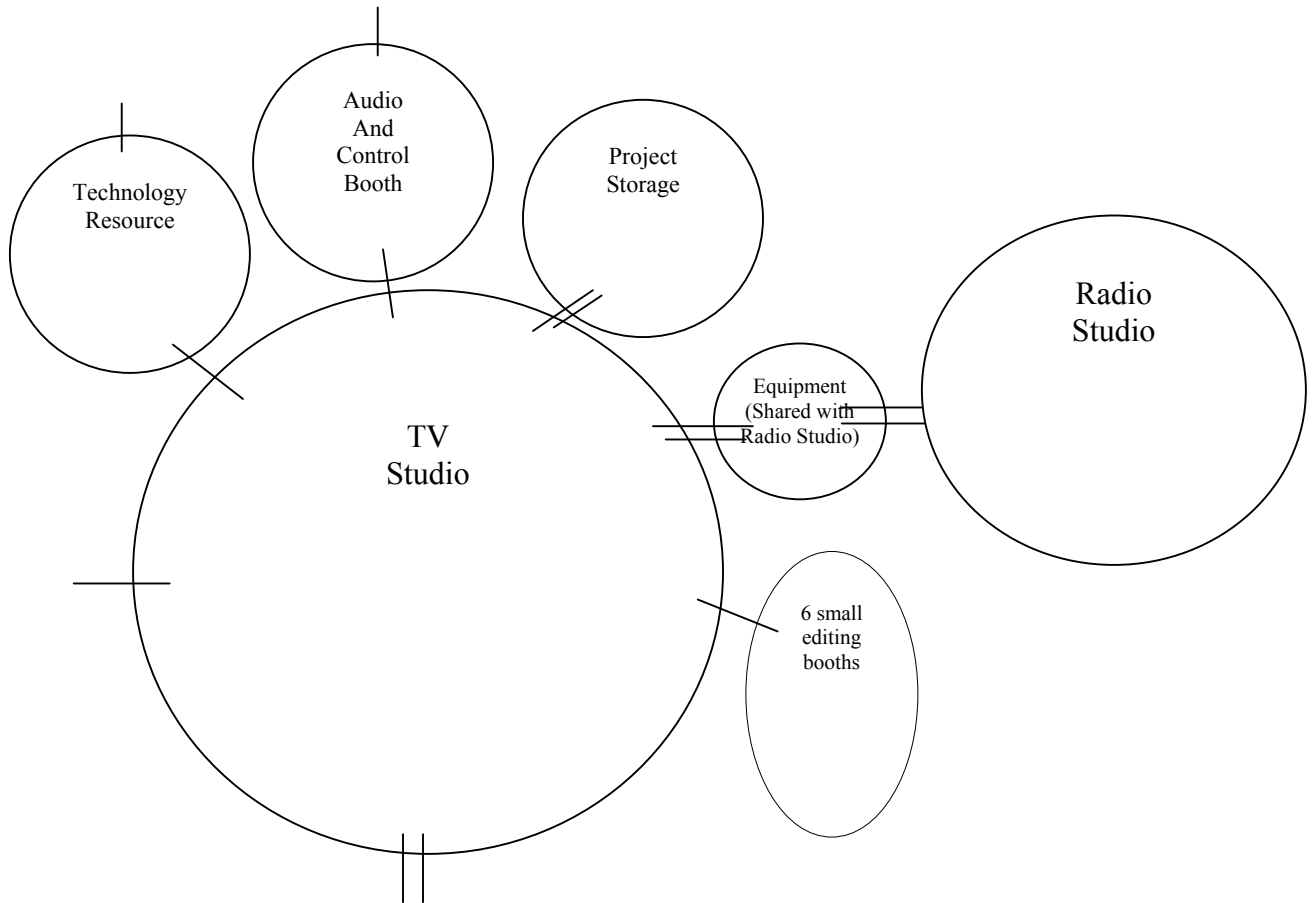 Audio
And
Control
Booth
Technology
Resource
Project
Storage
Radio
Studio
Equipment
(Shared with
Radio Studio)
TV
Studio
6 small
editing
booths